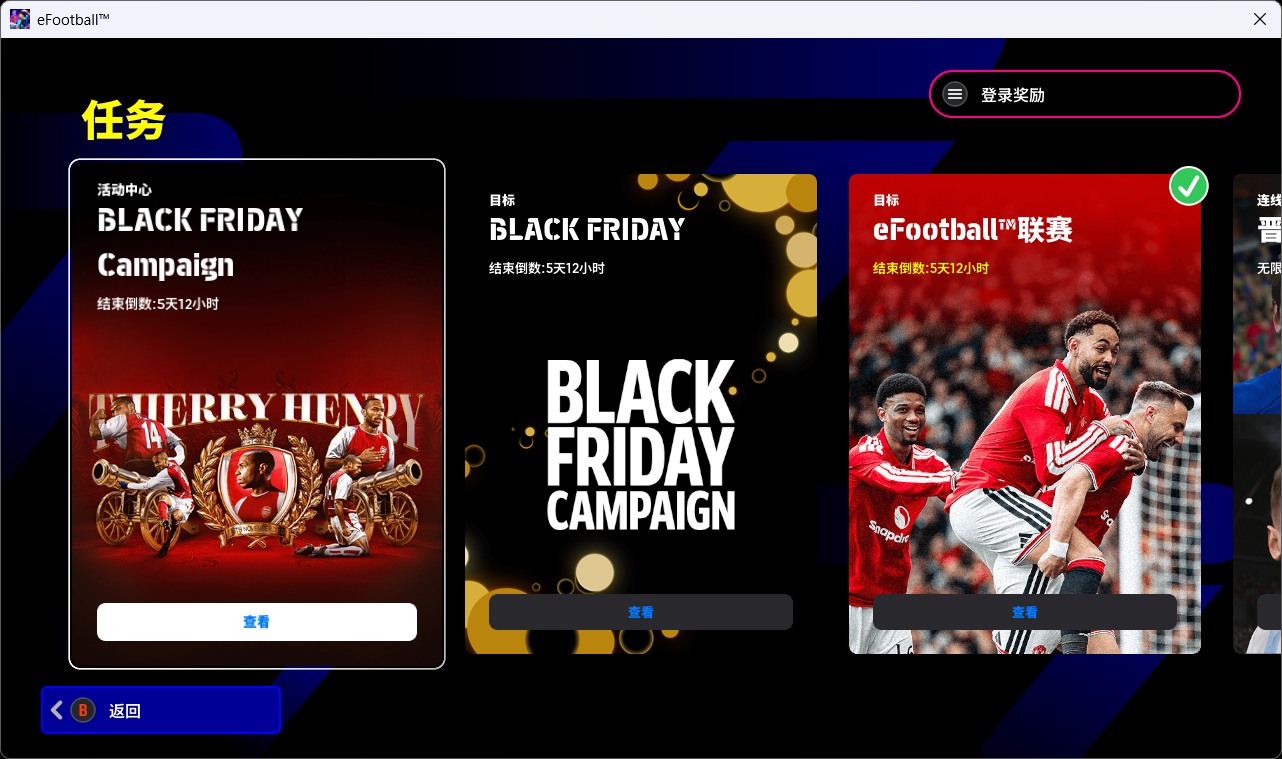 eFootball™
任务
登录奖励
活动中心
BLACK FRIDAY
Campaign
结束倒数:5天12小时
THIERRY HENRY
14
查看
目标
BLACK FRIDAY
结束倒数:5天12小时
BLACK
FRIDAY
CAMPAIGN
查看
目标
eFootball™联赛
结束倒数:5天12小时
Snapdra
查看
连线
晋
无限
B
返回